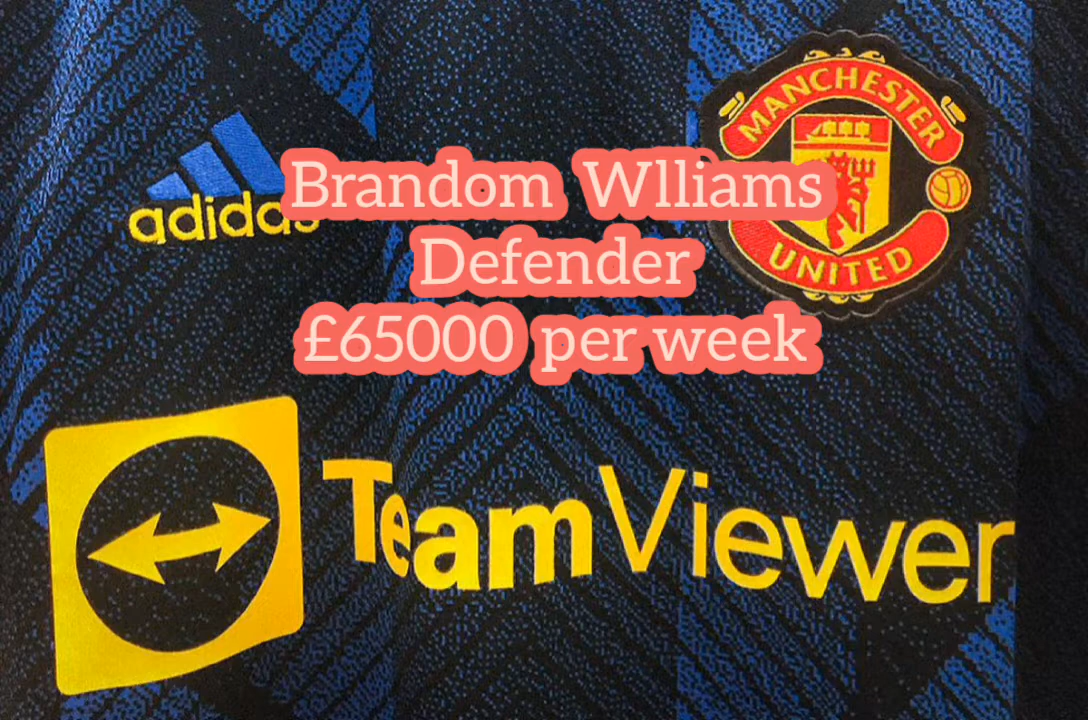 adidas
MANCHESTER
UNITED
Brandom Wlliams
Defender
£65000 per week
TeamViewer